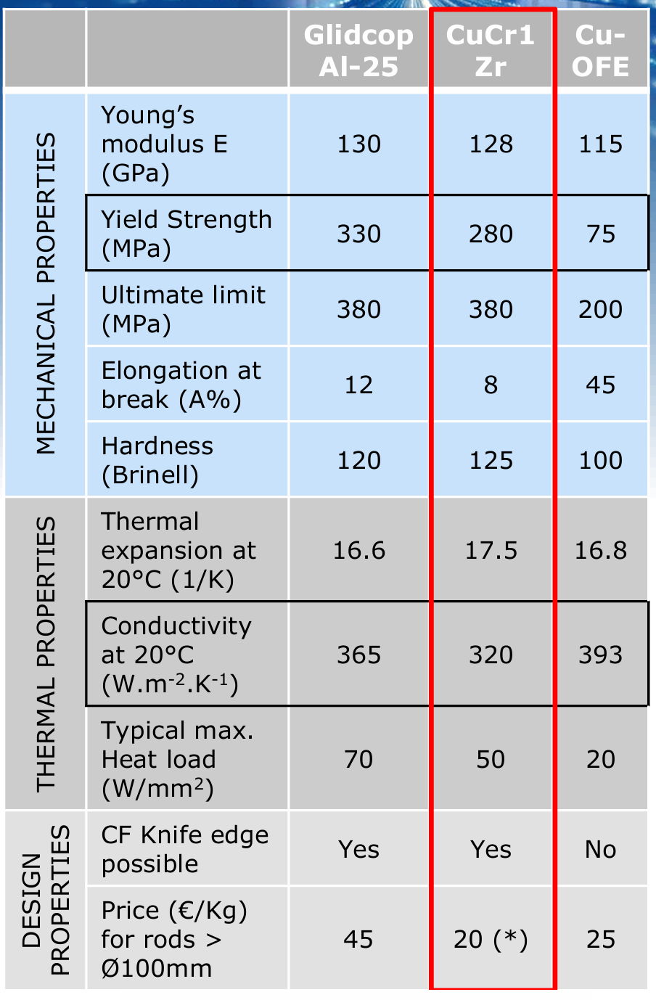 Glidcop
Al-25
CuCr1
Zr
Cu-
OFE
MECHANICAL PROPERTIES
Young’s
modulus E
(GPa)
130
128
115
Yield Strength
(MPa)
330
280
75
Ultimate limit
(MPa)
380
380
200
Elongation at
break (A%)
12
8
45
Hardness
(Brinell)
120
125
100
THERMAL PROPERTIES
Thermal
expansion at
20°C (1/K)
16.6
17.5
16.8
Conductivity
at 20°C
(W.m⁻².K⁻¹)
365
320
393
Typical max.
Heat load
(W/mm²)
70
50
20
DESIGN
PROPERTIES
CF Knife edge
possible
Yes
Yes
No
Price (€/Kg)
for rods >
Ø100mm
45
20 (*)
25